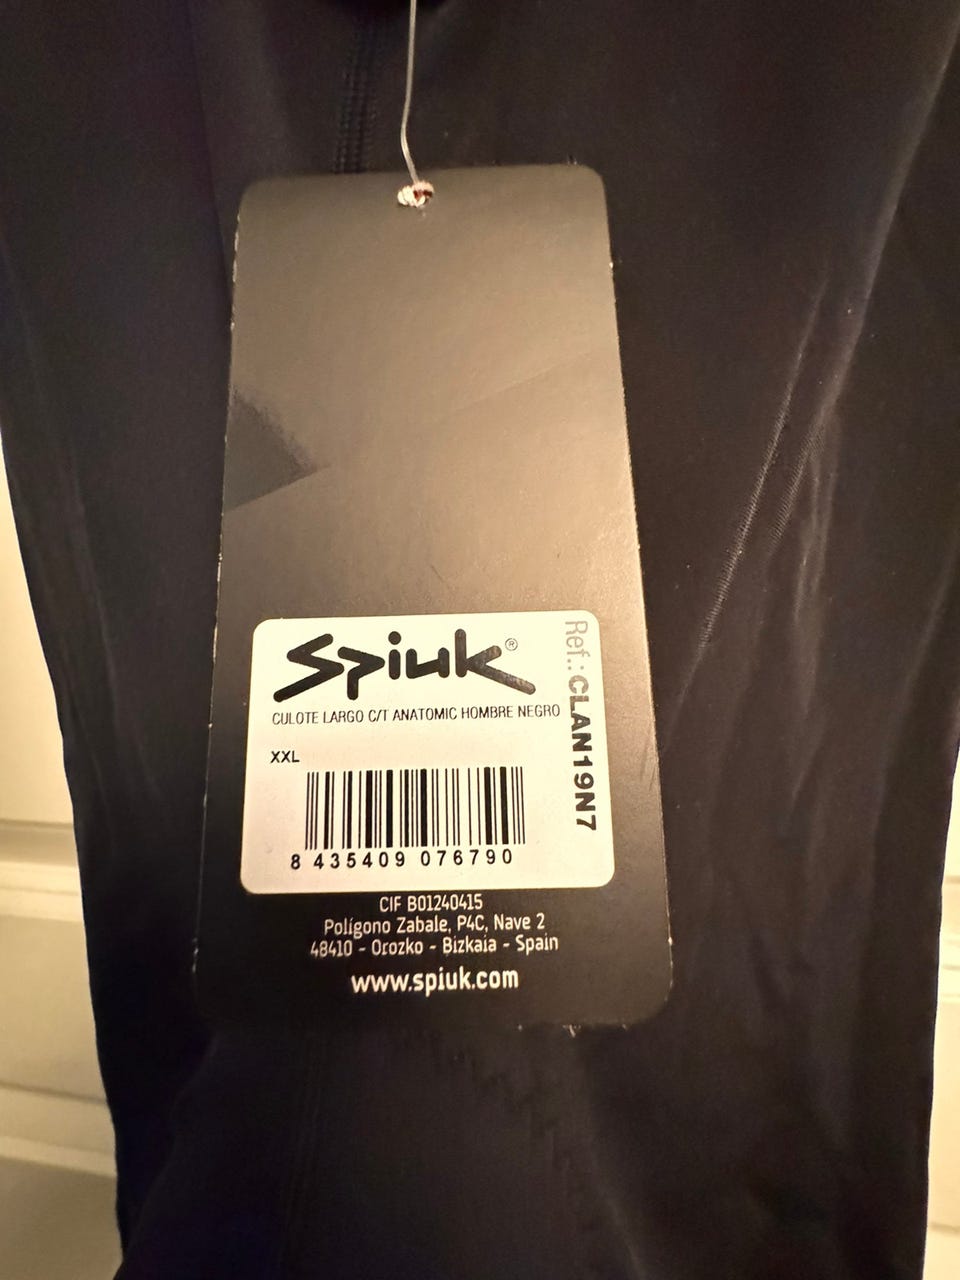 Spiuk®
CULOTE LARGO C/T ANATOMIC HOMBRE NEGRO
XXL
8 435409 076790
Ref.: CLAN19N7
CIF B01240415
Polígono Zabale, P4C, Nave 2
48410 - Orozko - Bizkaia - Spain
www.spiuk.com